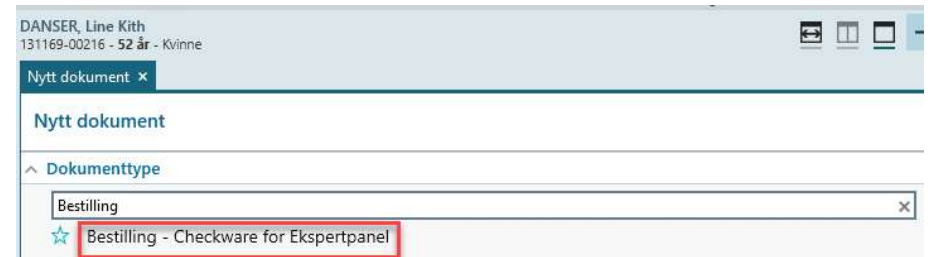 DANSER, Line Kith
131169-00216 - 52 år - Kvinne
Nytt dokument ×
Nytt dokument
Dokumenttype
Bestilling
Bestilling - Checkware for Ekspertpanel